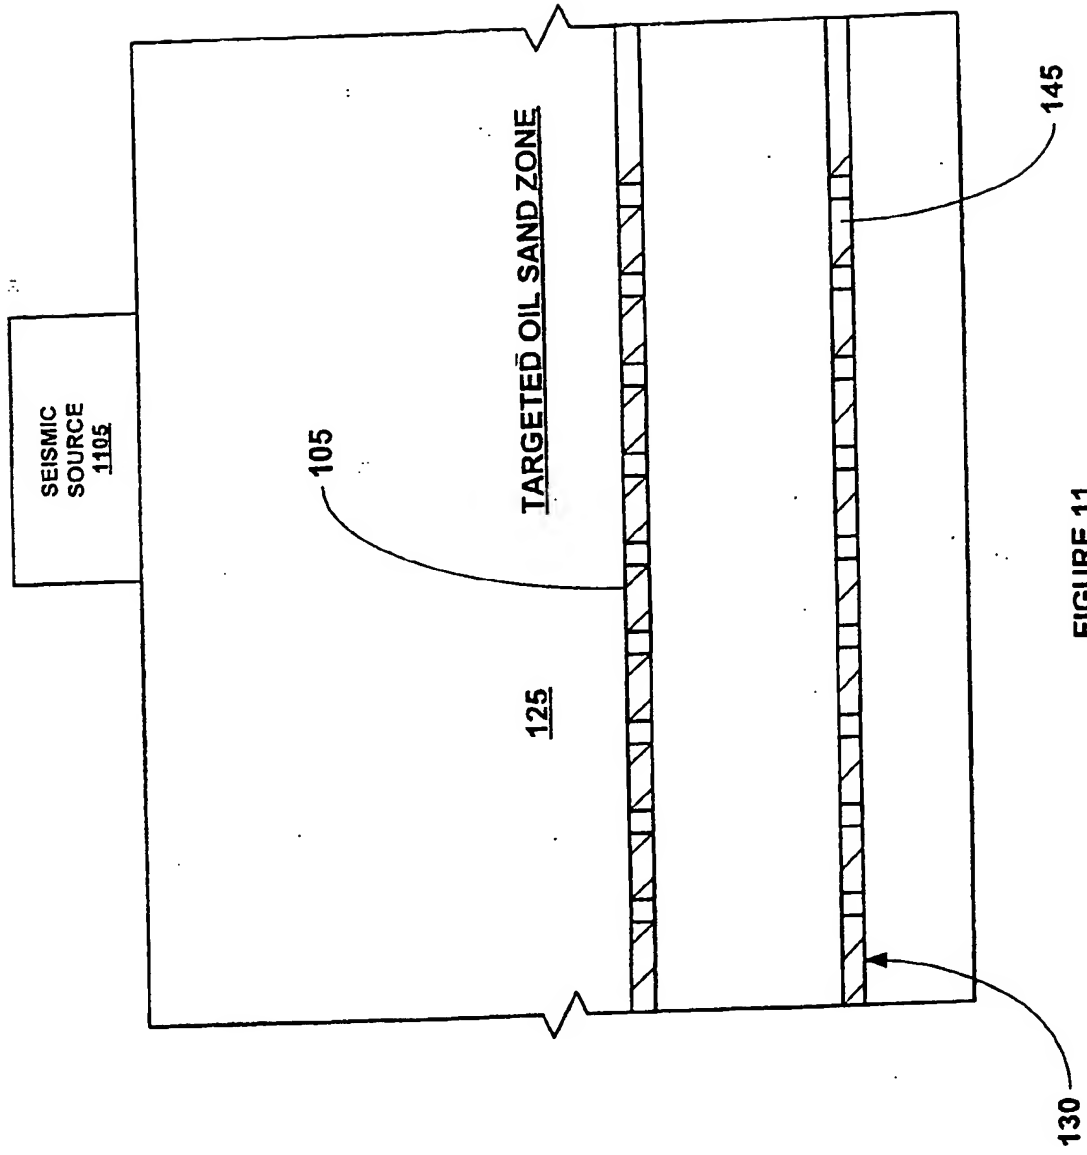 SEISMIC
SOURCE
1105
105
TARGETED OIL SAND ZONE
125
145
130
FIGURE 11